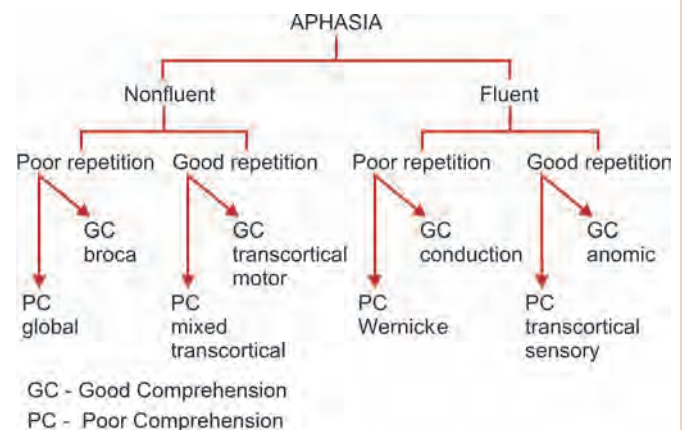 APHASIA
Nonfluent Fluent
Poor repetition Good repetition Poor repetition Good repetition
GC GC GC GC
broca transcortical conduction anomic
motor
PC PC PC PC
global mixed Wernicke transcortical
transcortical sensory
GC - Good Comprehension
PC - Poor Comprehension